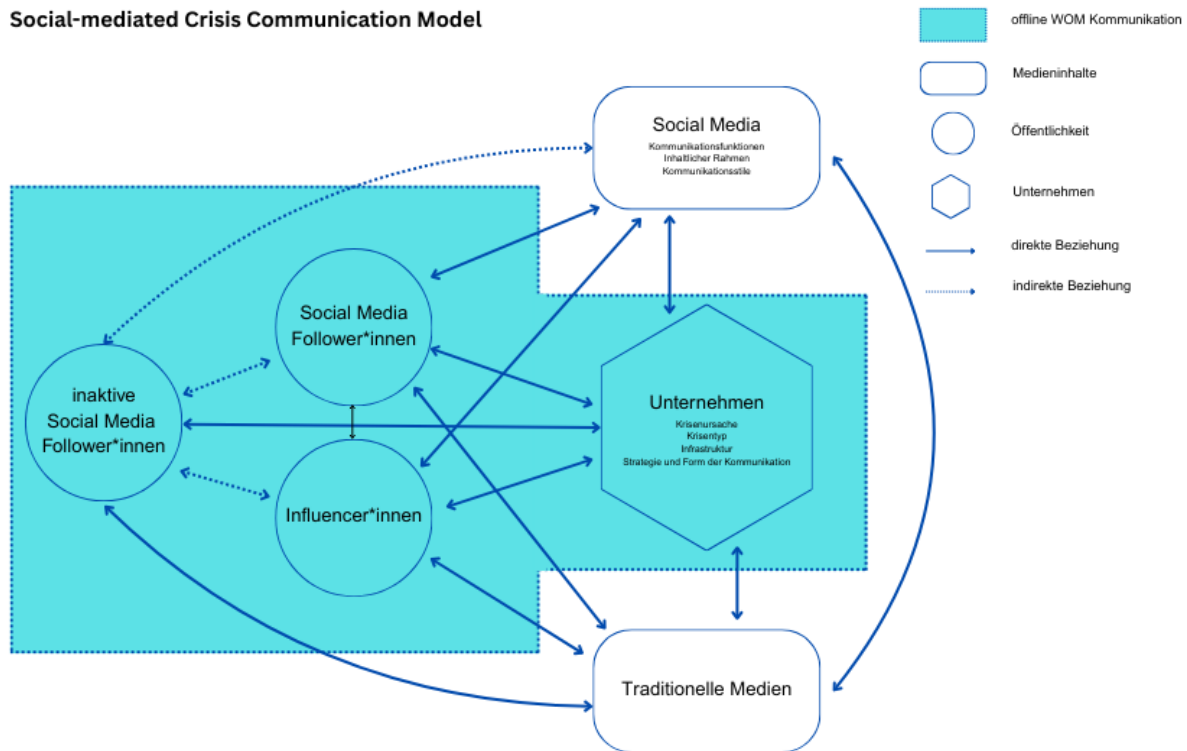 Social-mediated Crisis Communication Model
offline WOM Kommunikation
Medieninhalte
Öffentlichkeit
Unternehmen
direkte Beziehung
indirekte Beziehung
Social Media
Kommunikationsfunktionen
Inhaltlicher Rahmen
Kommunikationsstile
Social Media
Follower*innen
inaktive
Social Media
Follower*innen
Influencer*innen
Unternehmen
Krisenursache
Krisentyp
Infrastruktur
Strategie und Form der Kommunikation
Traditionelle Medien